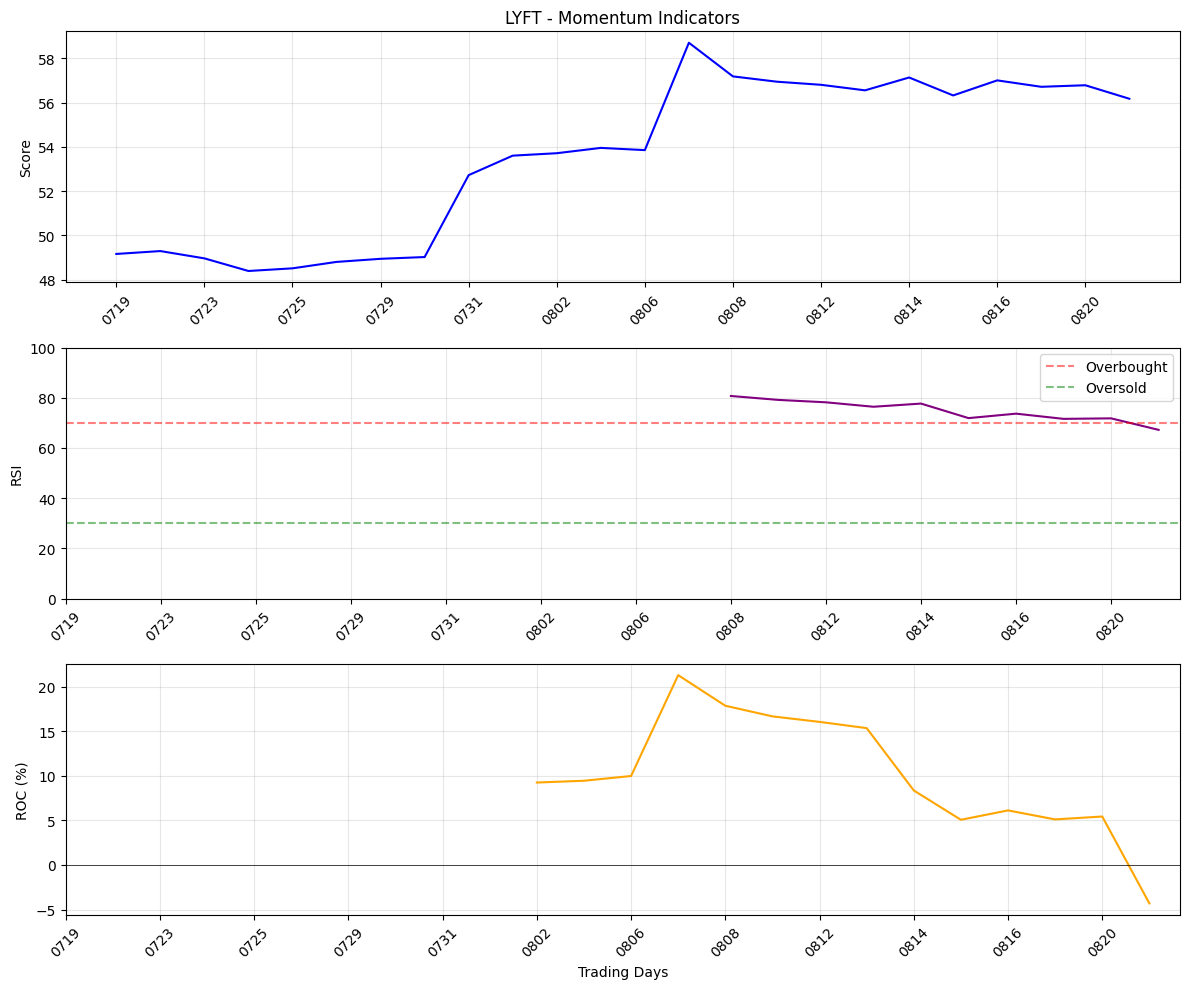 LYFT - Momentum Indicators
Score
58
56
54
52
50
48
0719 0723 0725 0729 0731 0802 0806 0808 0812 0814 0816 0820
RSI
100
80
60
40
20
0
Overbought
Oversold
0719 0723 0725 0729 0731 0802 0806 0808 0812 0814 0816 0820
ROC (%)
20
15
10
5
0
−5
0719 0723 0725 0729 0731 0802 0806 0808 0812 0814 0816 0820
Trading Days